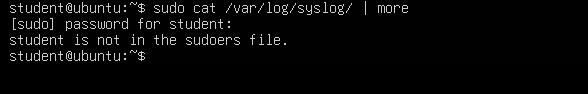 student@ubuntu:~$ sudo cat /var/log/syslog/ | more
[sudo] password for student:
student is not in the sudoers file.
student@ubuntu:~$